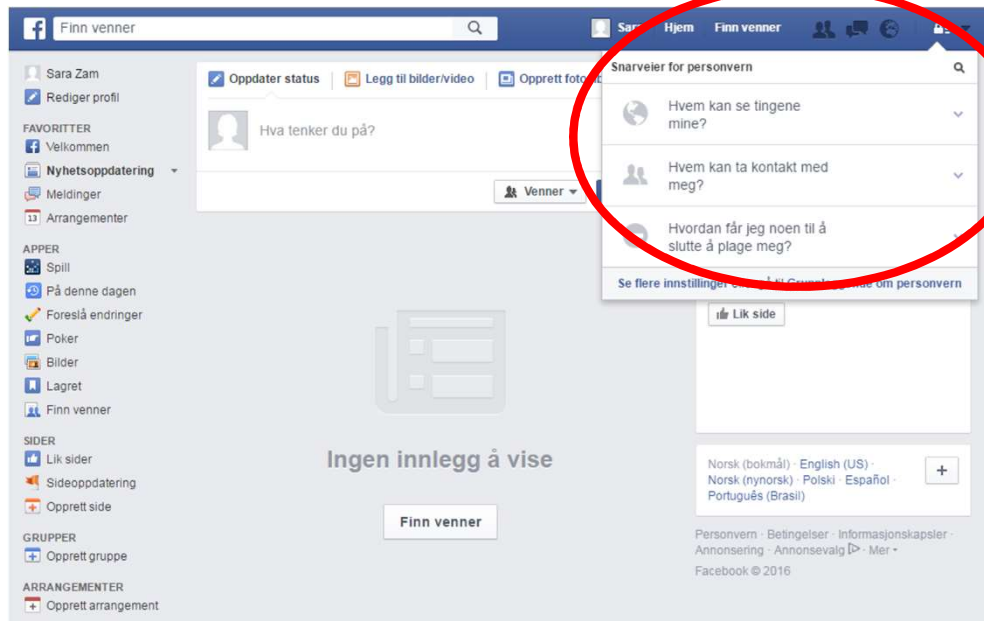 Finn venner
Sara
Hjem
Finn venner
Sara Zam
Rediger profil
FAVORITTER
Velkommen
Nyhetsoppdatering
Meldinger
13 Arrangementer
APPER
Spill
På denne dagen
Foreslå endringer
Poker
Bilder
Lagret
Finn venner
SIDER
Lik sider
Sideoppdatering
Opprett side
GRUPPER
Opprett gruppe
ARRANGEMENTER
Opprett arrangement
Oppdater status
Legg til bilder/video
Opprett
Hva tenker du på?
Venner
Ingen innlegg å vise
Finn venner
Snarveier for personvern
Hvem kan se tingene
mine?
Hvem kan ta kontakt med
meg?
Hvordan får jeg noen til å
slutte å plage meg?
Se flere innstillinger til Grunnleggende om personvern
Lik side
Norsk (bokmål) · English (US) ·
Norsk (nynorsk) · Polski · Español ·
Português (Brasil)
Personvern · Betingelser · Informasjonskapsler ·
Annonsering · Annonsevalg · Mer
Facebook © 2016